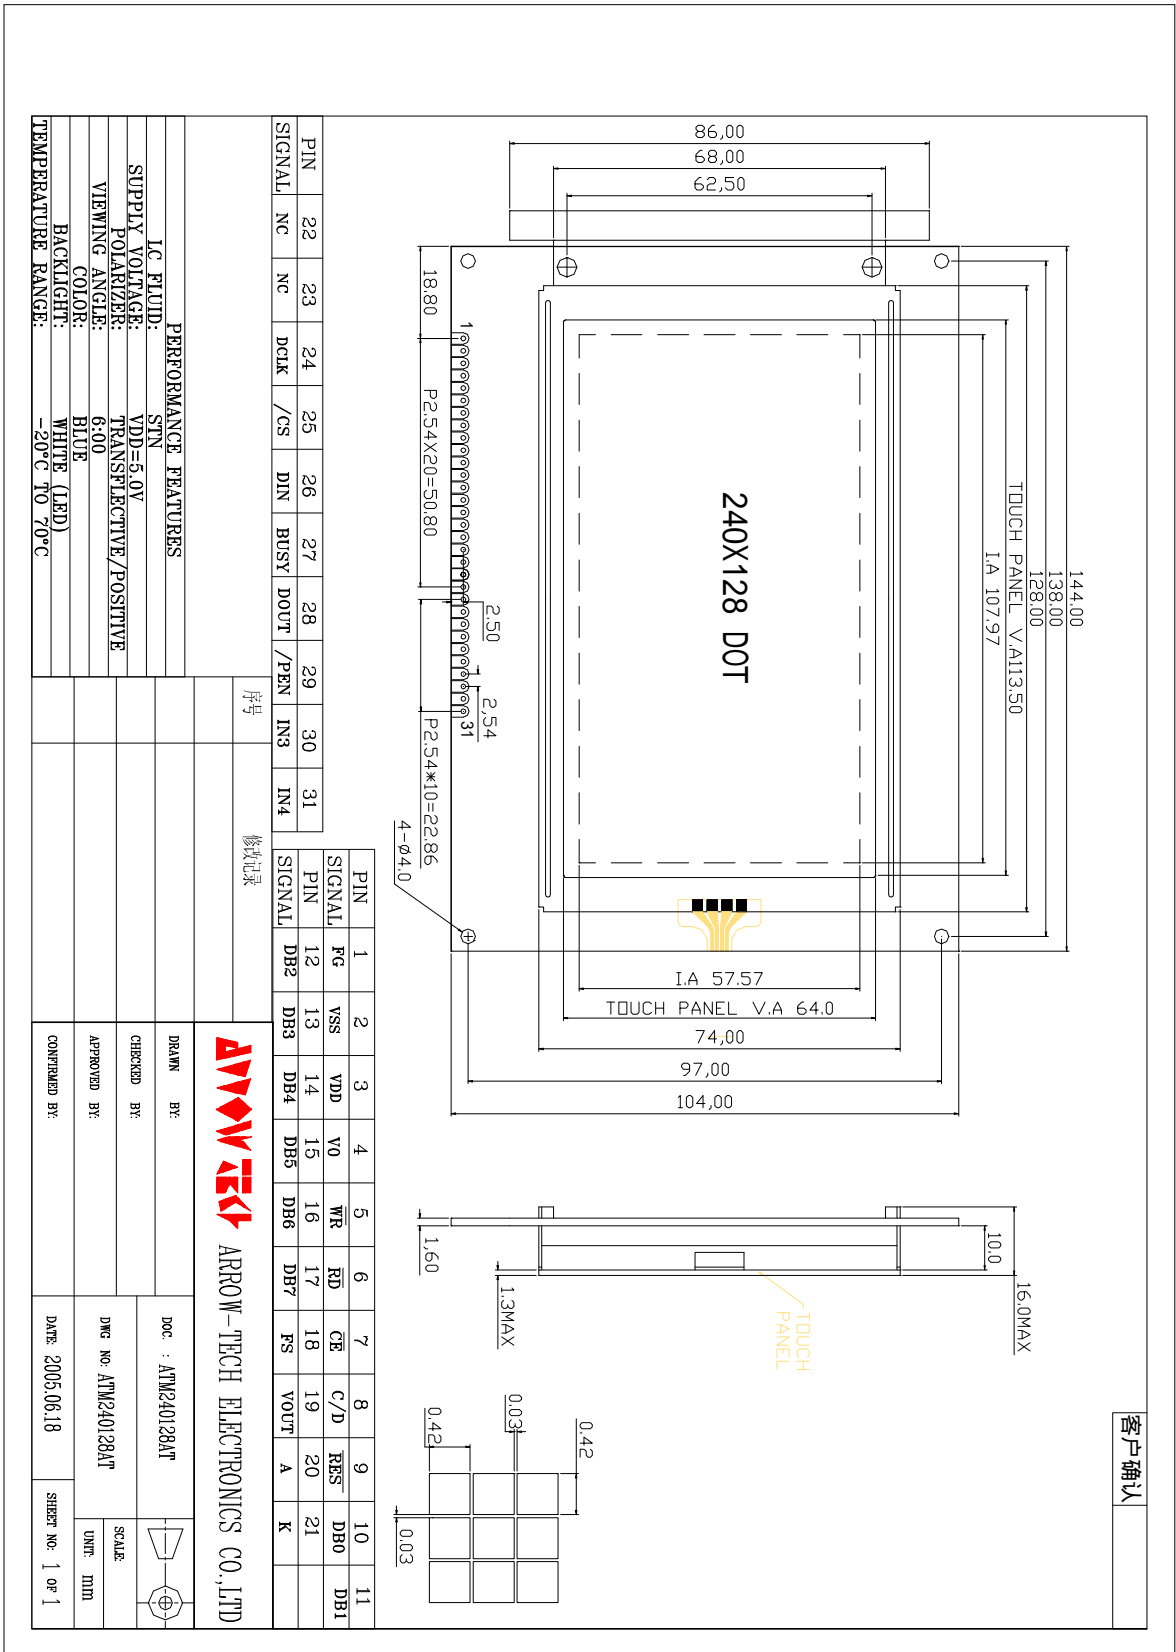 客户确认
144,00
138,00
128,00
TOUCH PANEL V.A113.50
I.A 107.97
86,00
68,00
62,50
240X128 DOT
18.80
1
P2.54X20=50.80
2.50
2,54
31
P2.54*10=22.86
4-Ø4.0
I.A 57.57
TOUCH PANEL V.A 64.0
74,00
97,00
104,00
16.0MAX
10.0
TOUCH
PANEL
1.3MAX
1,60
0.42
0.03
0.42
0.03
PIN 22 23 24 25 26 27 28 29 30 31
SIGNAL NC NC DCLK /CS DIN BUSY DOUT /PEN IN3 IN4
PIN 1 2 3 4 5 6 7 8 9 10 11
SIGNAL FG VSS VDD V0 WR RD CE C/D RES DB0 DB1
PIN 12 13 14 15 16 17 18 19 20 21
SIGNAL DB2 DB3 DB4 DB5 DB6 DB7 FS VOUT A K
PERFORMANCE FEATURES
LC FLUID: STN
SUPPLY VOLTAGE: VDD=5.0V
POLARIZER: TRANSFLECTIVE/POSITIVE
VIEWING ANGLE: 6:00
COLOR: BLUE
BACKLIGHT: WHITE (LED)
TEMPERATURE RANGE: -20°C TO 70°C
序号 修改记录
ARROW-TECH ELECTRONICS CO.,LTD
DRAWN BY:
CHECKED BY:
APPROVED BY:
CONFIRMED BY:
DOC. : ATM240128AT
DWG NO: ATM240128AT
DATE: 2005.06.18
SCALE:
UNIT: mm
SHEET NO: 1 OF 1